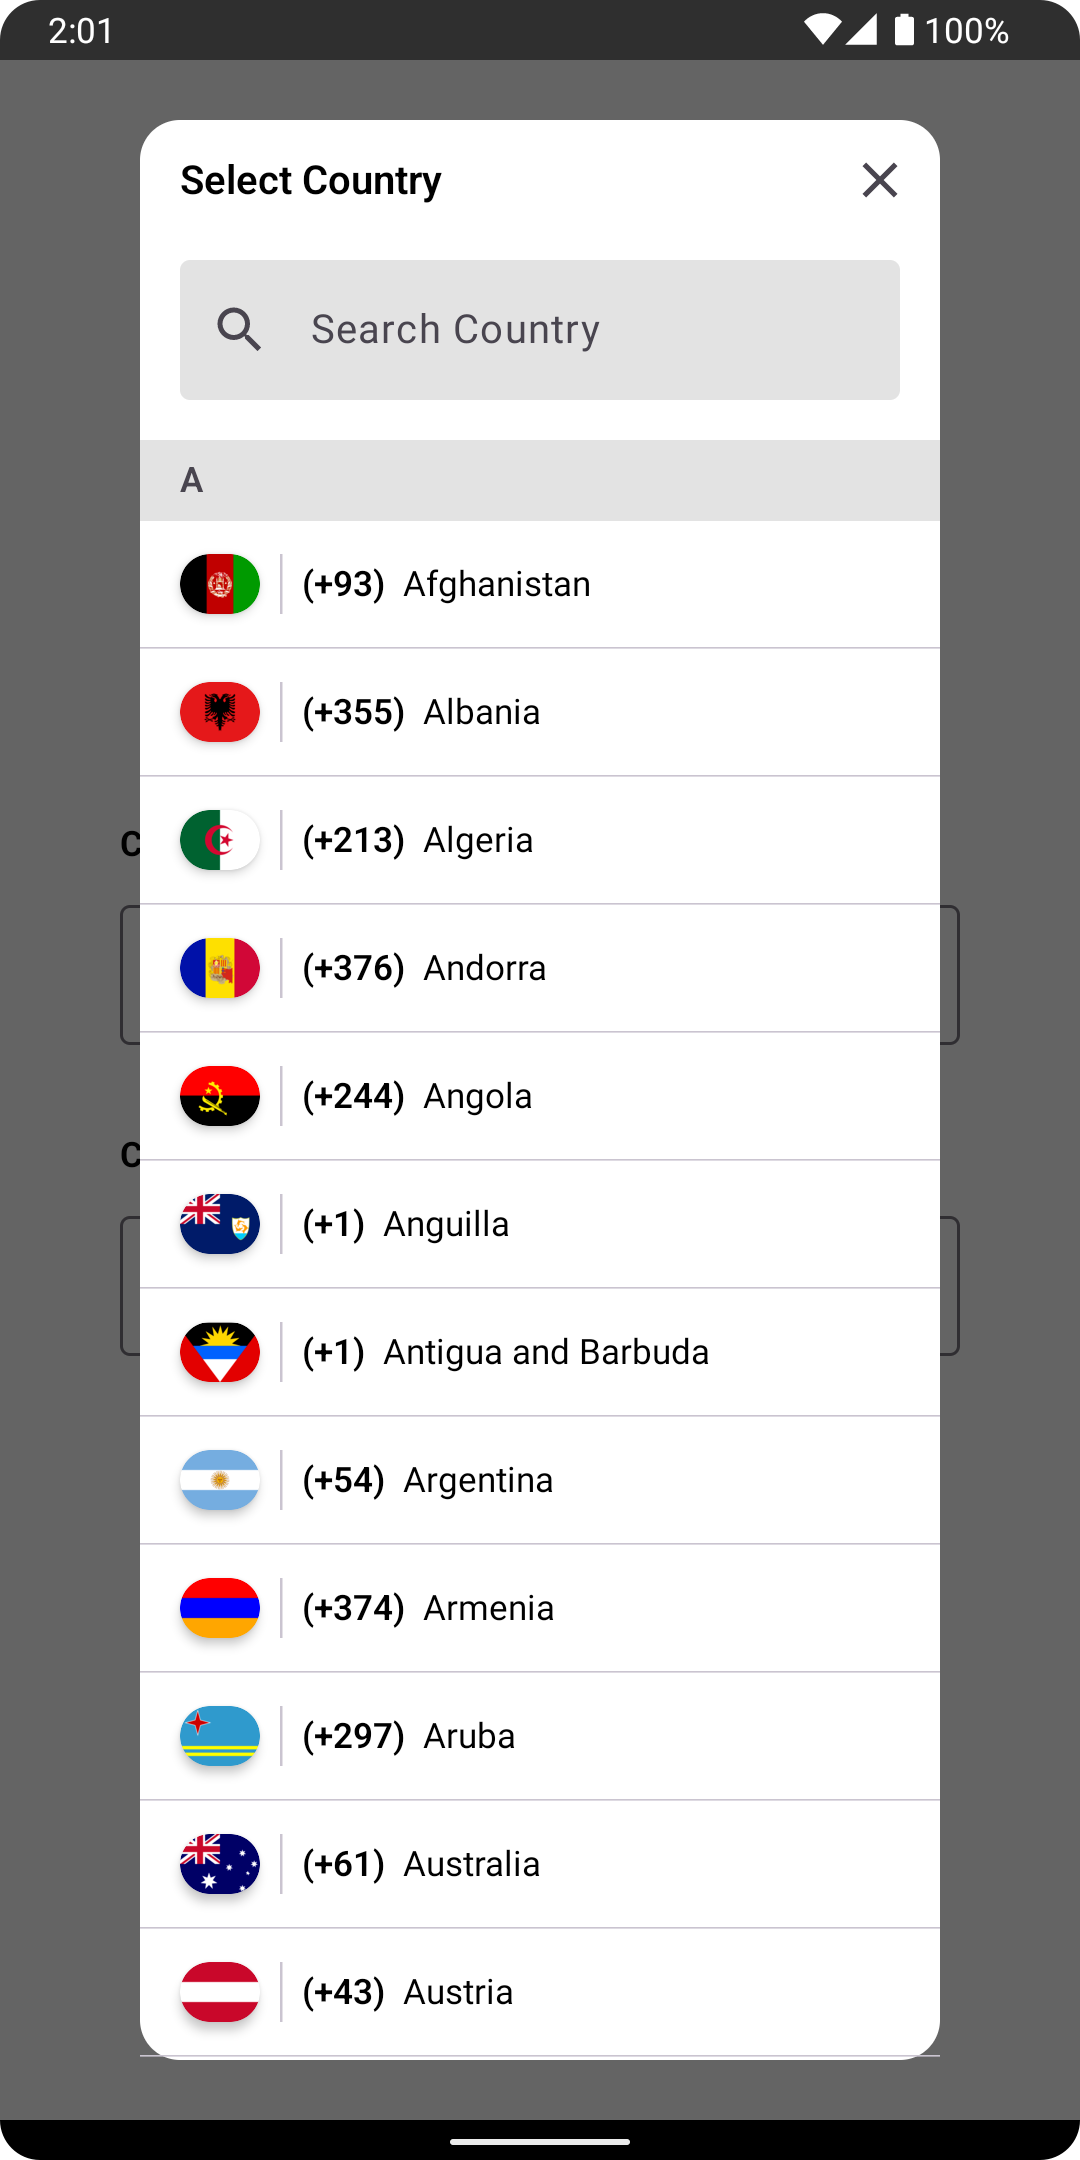 2:01
100%
Select Country
Search Country
A
(+93) Afghanistan
(+355) Albania
(+213) Algeria
(+376) Andorra
(+244) Angola
(+1) Anguilla
(+1) Antigua and Barbuda
(+54) Argentina
(+374) Armenia
(+297) Aruba
(+61) Australia
(+43) Austria